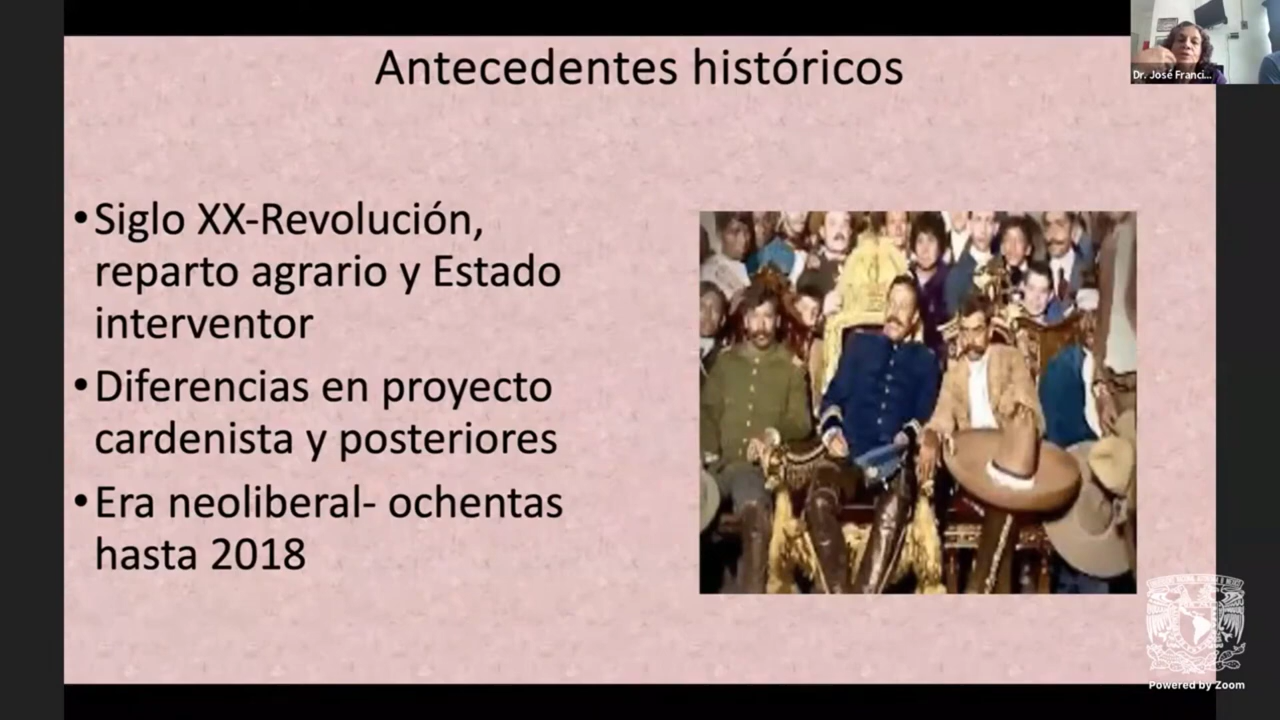 Antecedentes históricos
Dr. José Franci...
•Siglo XX-Revolución,
reparto agrario y Estado
interventor
•Diferencias en proyecto
cardenista y posteriores
•Era neoliberal- ochentas
hasta 2018
Powered by Zoom